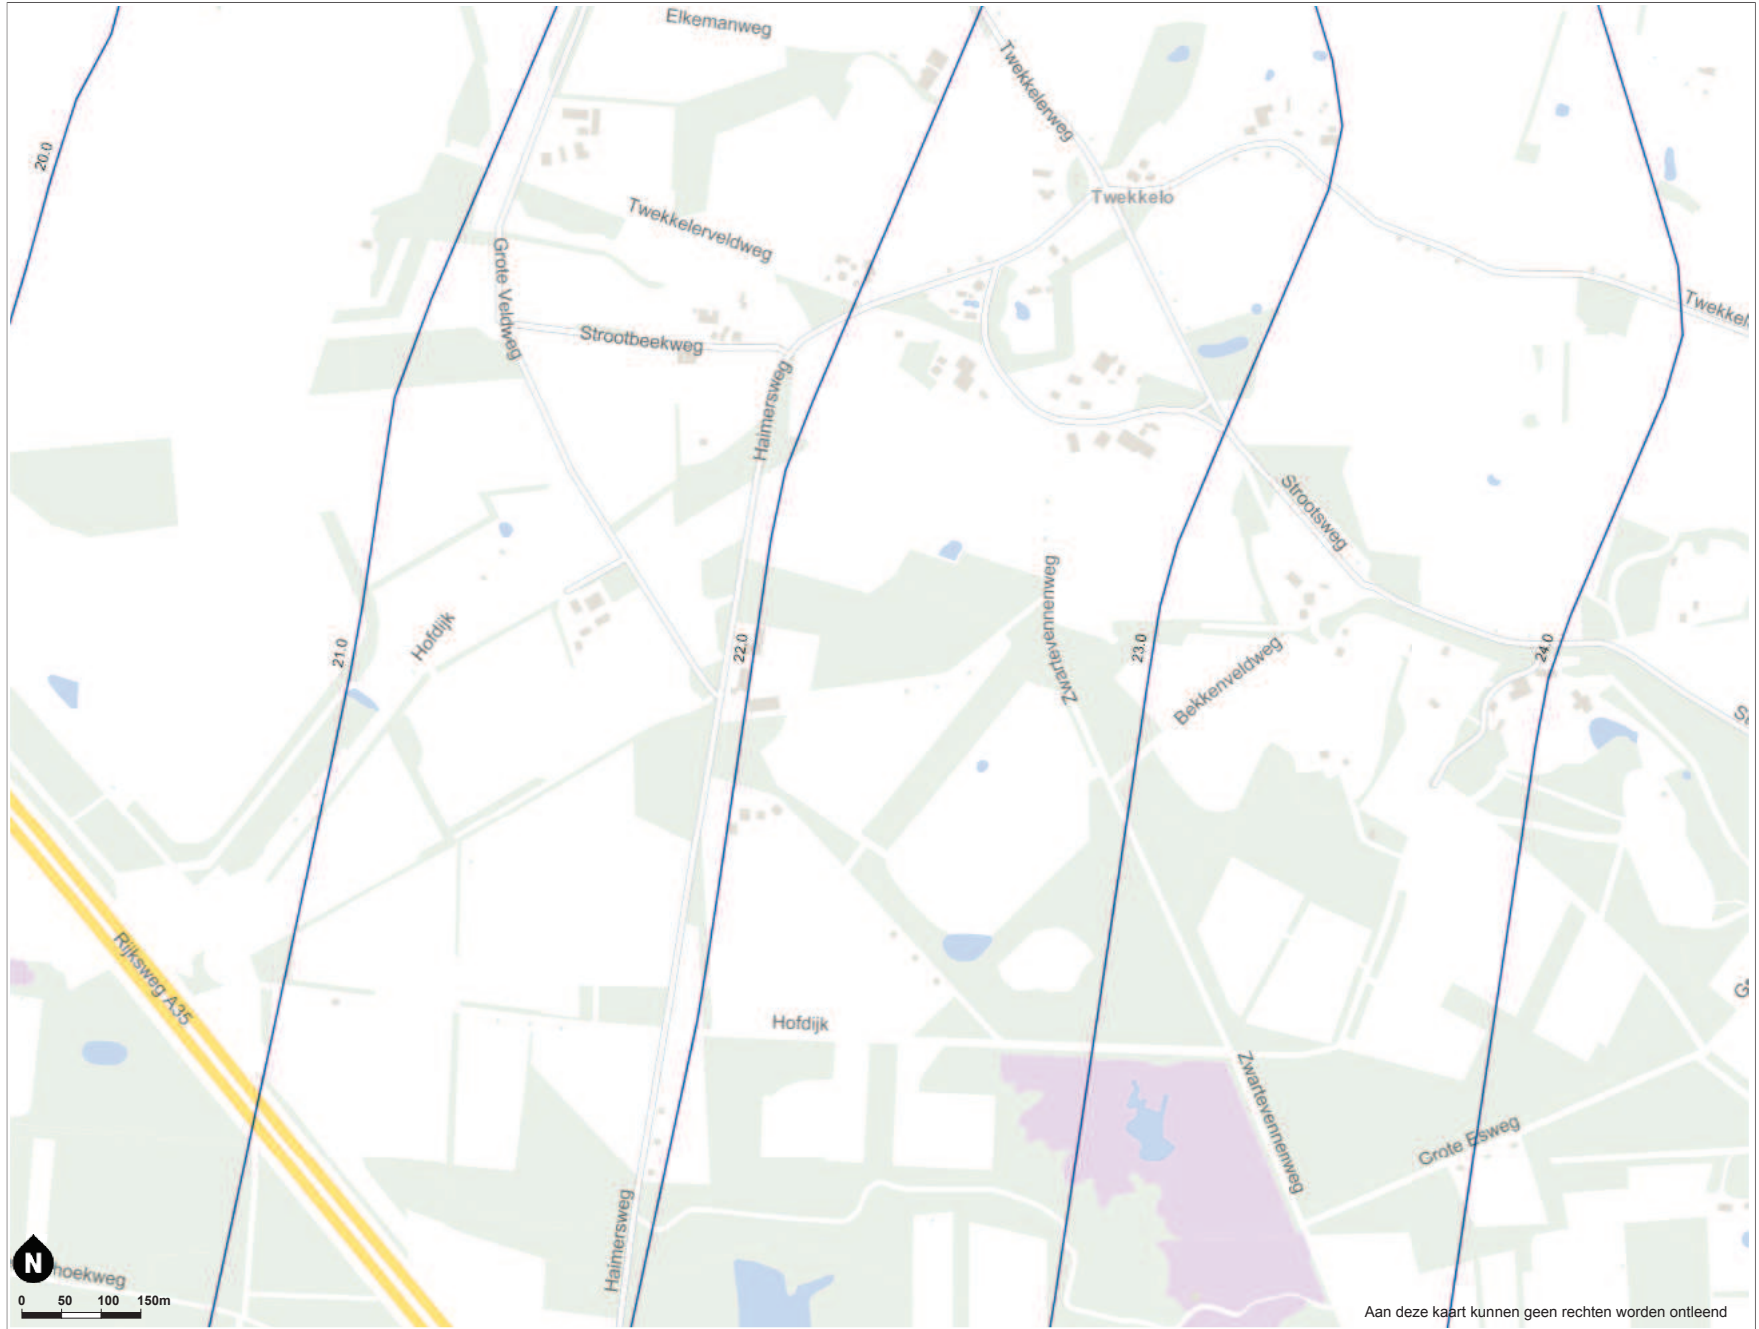 Elkemanweg
Twekkelerweg
20.0
Twekkelo
Twekkelerveldweg
Grote Veldweg
Strootbeekweg
Haimersweg
Twekkel
Strootsweg
Zwartevennenweg
Hofdijk
21.0
22.0
23.0
24.0
Bekkenveldweg
Rijksweg A35
Hofdijk
Zwartevennenweg
Grote Esweg
Haimersweg
N
hoekweg
0 50 100 150m
Aan deze kaart kunnen geen rechten worden ontleend